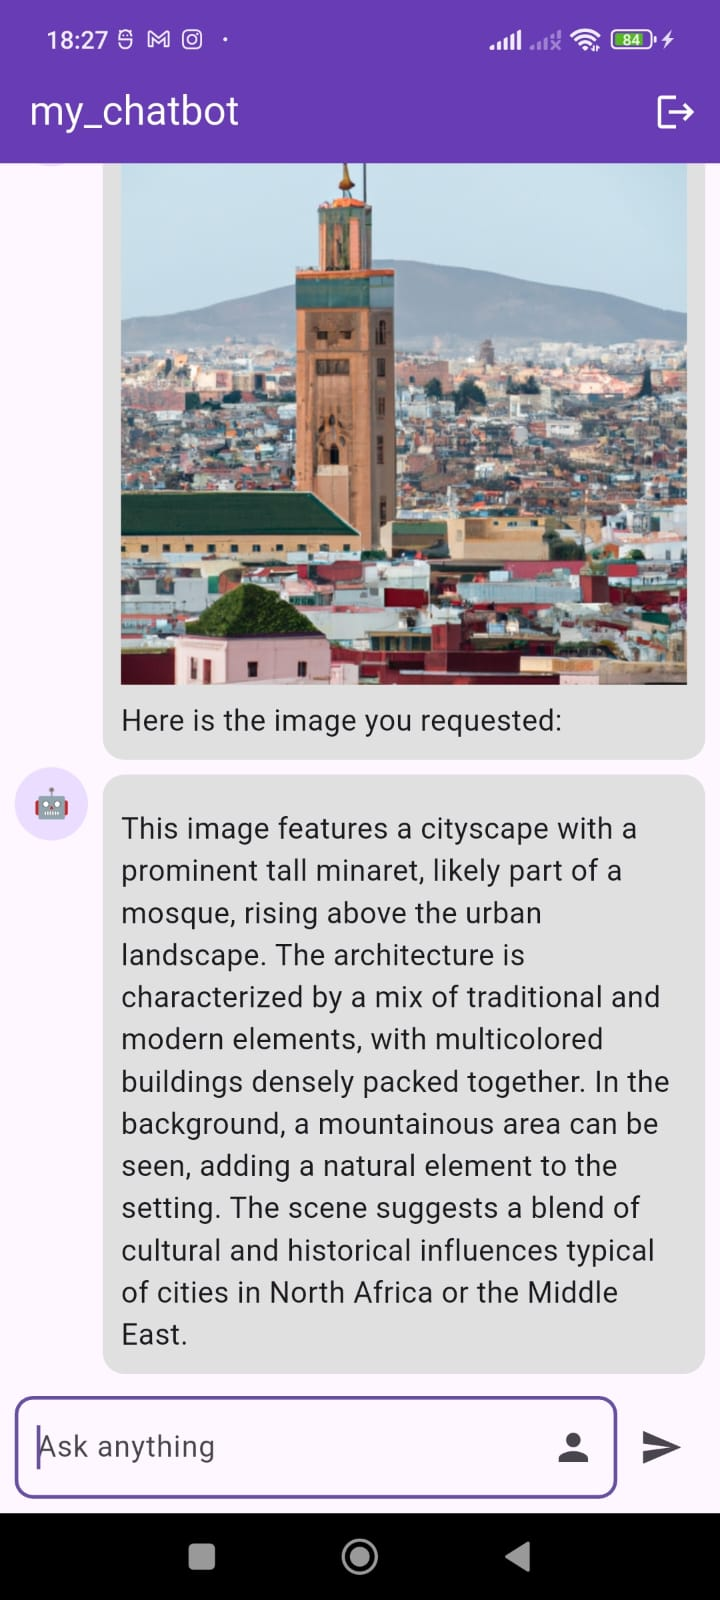 18:27
84
my_chatbot
Here is the image you requested:
This image features a cityscape with a
prominent tall minaret, likely part of a
mosque, rising above the urban
landscape. The architecture is
characterized by a mix of traditional and
modern elements, with multicolored
buildings densely packed together. In the
background, a mountainous area can be
seen, adding a natural element to the
setting. The scene suggests a blend of
cultural and historical influences typical
of cities in North Africa or the Middle
East.
Ask anything